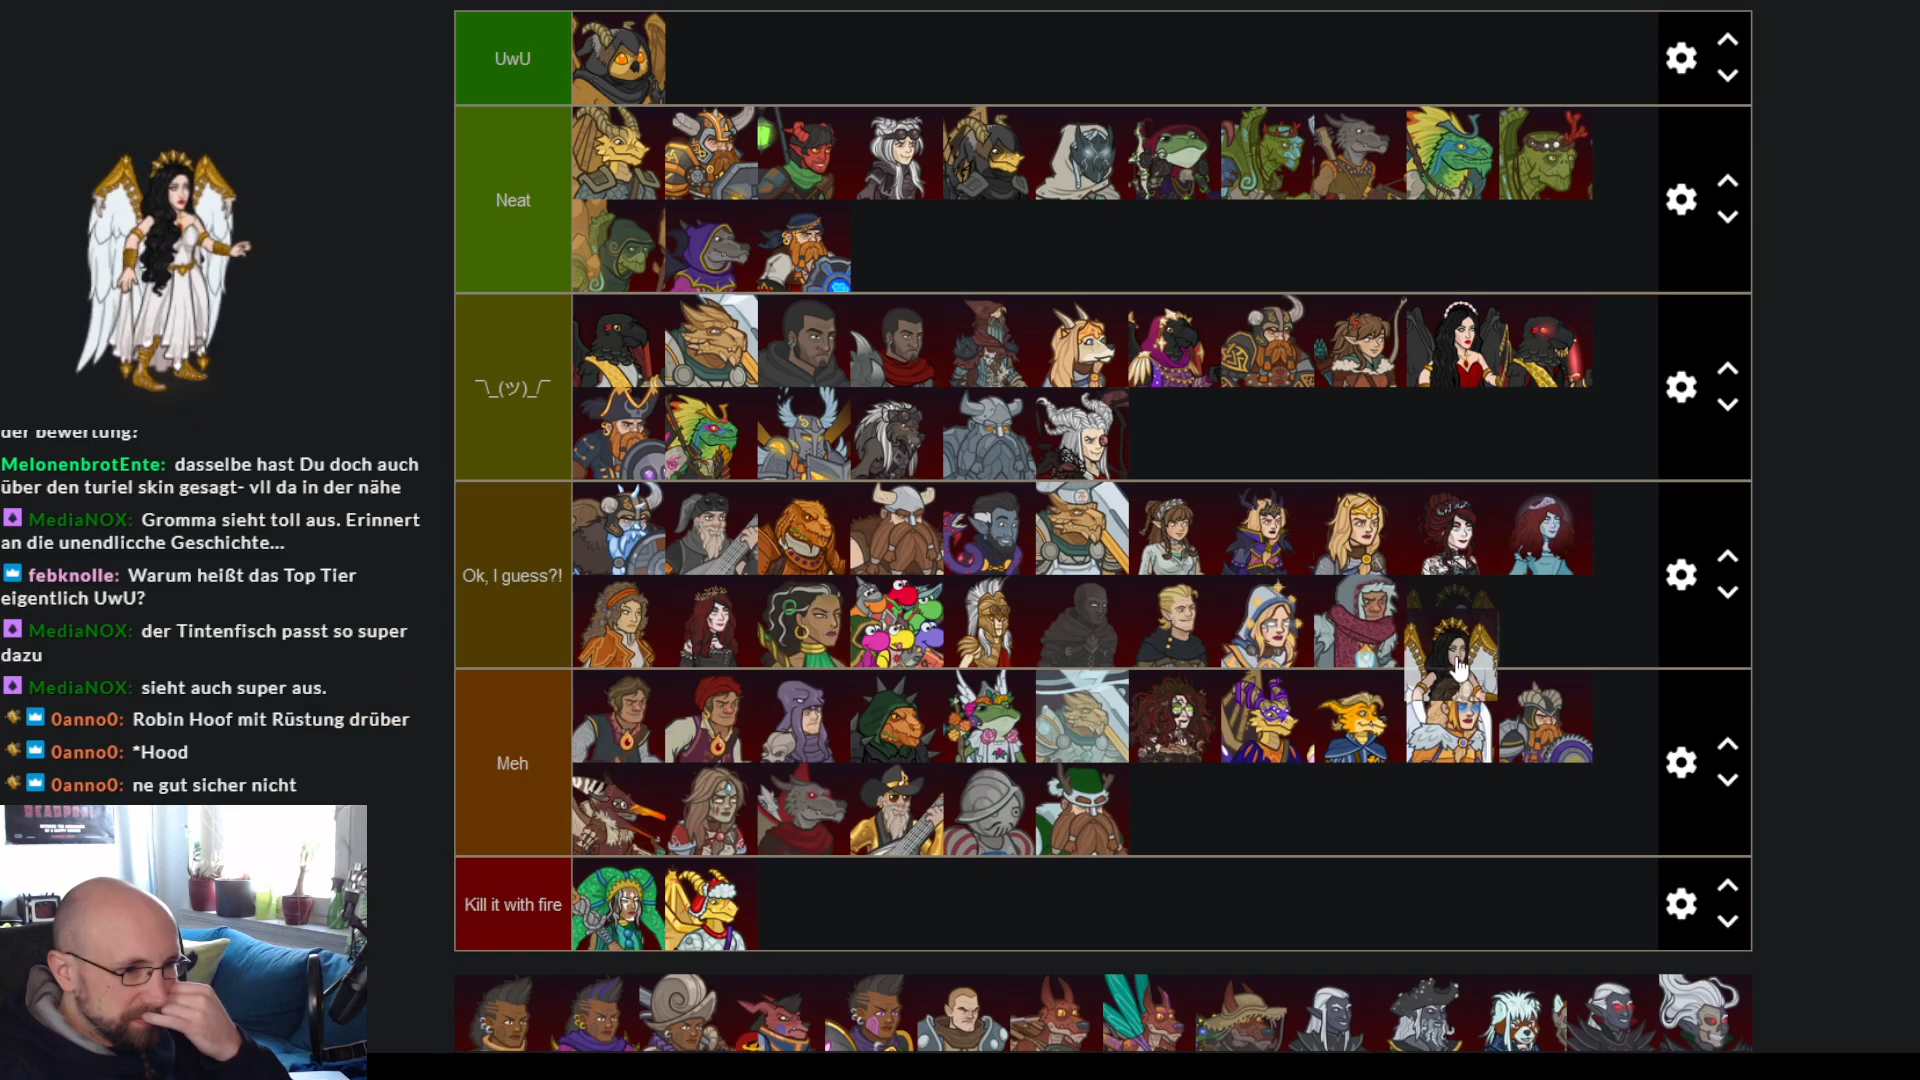 UwU
Neat
¯\_(ツ)_/¯
Ok, I guess?!
Meh
Kill it with fire
der bewertung?
MelonenbrotEnte: dasselbe hast Du doch auch
über den turiel skin gesagt- vll da in der nähe
MediaNOX: Gromma sieht toll aus. Erinnert
an die unendlicche Geschichte...
febknolle: Warum heißt das Top Tier
eigentlich UwU?
MediaNOX: der Tintenfisch passt so super
dazu
MediaNOX: sieht auch super aus.
0anno0: Robin Hoof mit Rüstung drüber
0anno0: *Hood
0anno0: ne gut sicher nicht
DEADPOOL